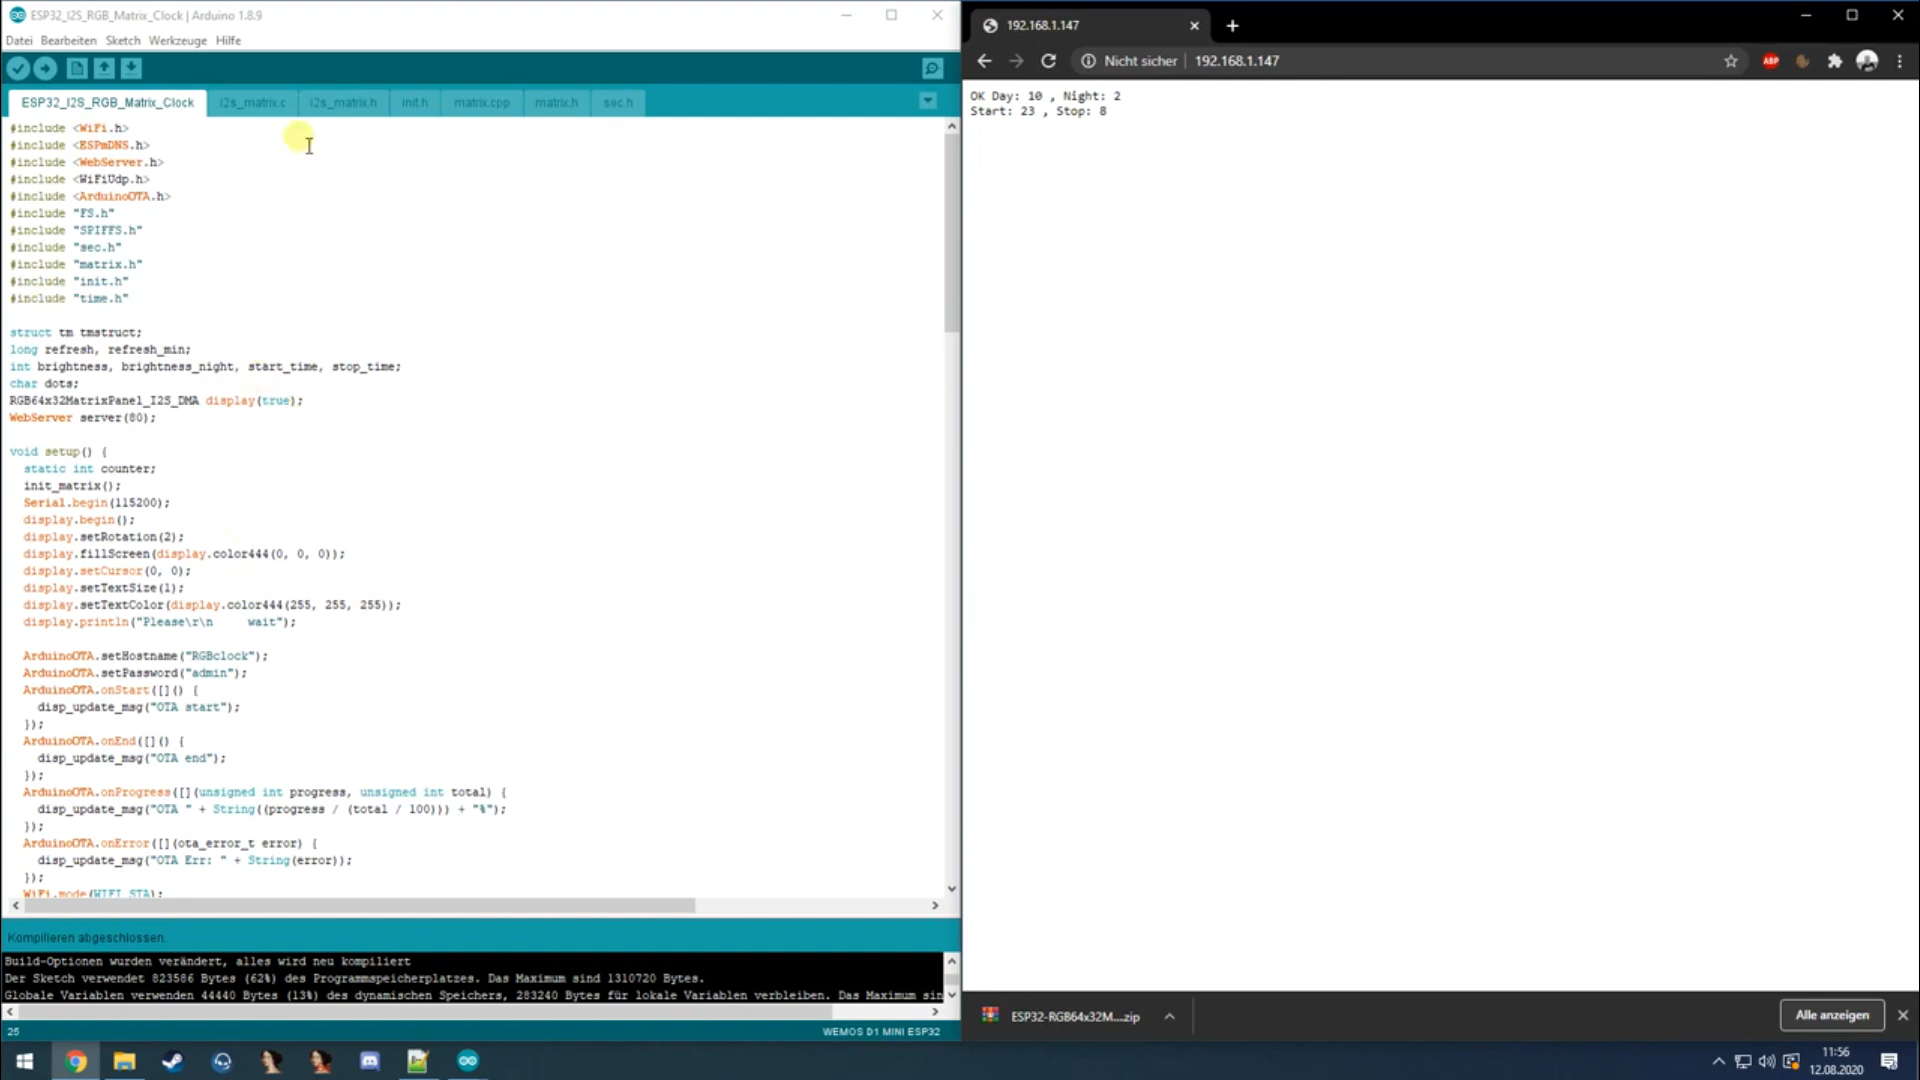 ESP32_I2S_RGB_Matrix_Clock | Arduino 1.8.9
Datei Bearbeiten Sketch Werkzeuge Hilfe
ESP32_I2S_RGB_Matrix_Clock i2s_matrix.c i2s_matrix.h init.h matrix.cpp matrix.h sec.h
#include <WiFi.h>
#include <ESPmDNS.h>
#include <WebServer.h>
#include <WiFiUdp.h>
#include <ArduinoOTA.h>
#include "FS.h"
#include "SPIFFS.h"
#include "sec.h"
#include "matrix.h"
#include "init.h"
#include "time.h"
struct tm tmstruct;
long refresh, refresh_min;
int brightness, brightness_night, start_time, stop_time;
char dots;
RGB64x32MatrixPanel_I2S_DMA display(true);
WebServer server(80);
void setup() {
static int counter;
init_matrix();
Serial.begin(115200);
display.begin();
display.setRotation(2);
display.fillScreen(display.color444(0, 0, 0));
display.setCursor(0, 0);
display.setTextSize(1);
display.setTextColor(display.color444(255, 255, 255));
display.println("Please\r\n     wait");
ArduinoOTA.setHostname("RGBclock");
ArduinoOTA.setPassword("admin");
ArduinoOTA.onStart([]() {
disp_update_msg("OTA start");
});
ArduinoOTA.onEnd([]() {
disp_update_msg("OTA end");
});
ArduinoOTA.onProgress([](unsigned int progress, unsigned int total) {
disp_update_msg("OTA " + String((progress / (total / 100))) + "%");
});
ArduinoOTA.onError([](ota_error_t error) {
disp_update_msg("OTA Err: " + String(error));
});
WiFi.mode(WIFI_STA);
Kompilieren abgeschlossen.
Build-Optionen wurden verändert, alles wird neu kompiliert
Der Sketch verwendet 823586 Bytes (62%) des Programmspeicherplatzes. Das Maximum sind 1310720 Bytes.
Globale Variablen verwenden 44440 Bytes (13%) des dynamischen Speichers, 283240 Bytes für lokale Variablen verbleiben. Das Maximum sin
25
WEMOS D1 MINI ESP32
192.168.1.147
Nicht sicher 192.168.1.147
ABP
OK Day: 10 , Night: 2
Start: 23 , Stop: 8
ESP32-RGB64x32M....zip
Alle anzeigen
11:56
12.08.2020